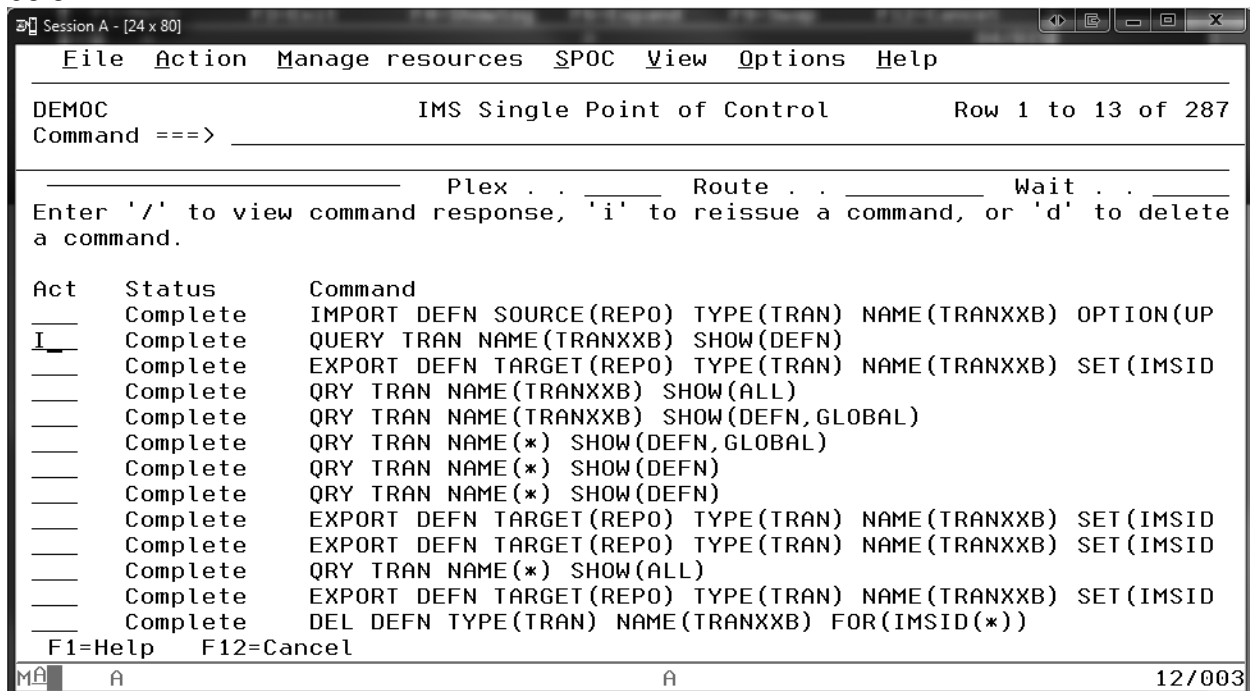 Session A - [24 x 80]
File Action Manage resources SPOC View Options Help
DEMOC IMS Single Point of Control Row 1 to 13 of 287
Command ===>
Plex . . Route . . Wait . .
Enter '/' to view command response, 'i' to reissue a command, or 'd' to delete
a command.
Act Status Command
Complete IMPORT DEFN SOURCE(REPO) TYPE(TRAN) NAME(TRANXXB) OPTION(UP
I Complete QUERY TRAN NAME(TRANXXB) SHOW(DEFN)
Complete EXPORT DEFN TARGET(REPO) TYPE(TRAN) NAME(TRANXXB) SET(IMSID
Complete QRY TRAN NAME(TRANXXB) SHOW(ALL)
Complete QRY TRAN NAME(TRANXXB) SHOW(DEFN,GLOBAL)
Complete QRY TRAN NAME(*) SHOW(DEFN,GLOBAL)
Complete QRY TRAN NAME(*) SHOW(DEFN)
Complete QRY TRAN NAME(*) SHOW(DEFN)
Complete EXPORT DEFN TARGET(REPO) TYPE(TRAN) NAME(TRANXXB) SET(IMSID
Complete EXPORT DEFN TARGET(REPO) TYPE(TRAN) NAME(TRANXXB) SET(IMSID
Complete QRY TRAN NAME(*) SHOW(ALL)
Complete EXPORT DEFN TARGET(REPO) TYPE(TRAN) NAME(TRANXXB) SET(IMSID
Complete DEL DEFN TYPE(TRAN) NAME(TRANXXB) FOR(IMSID(*))
F1=Help F12=Cancel
MA A A 12/003